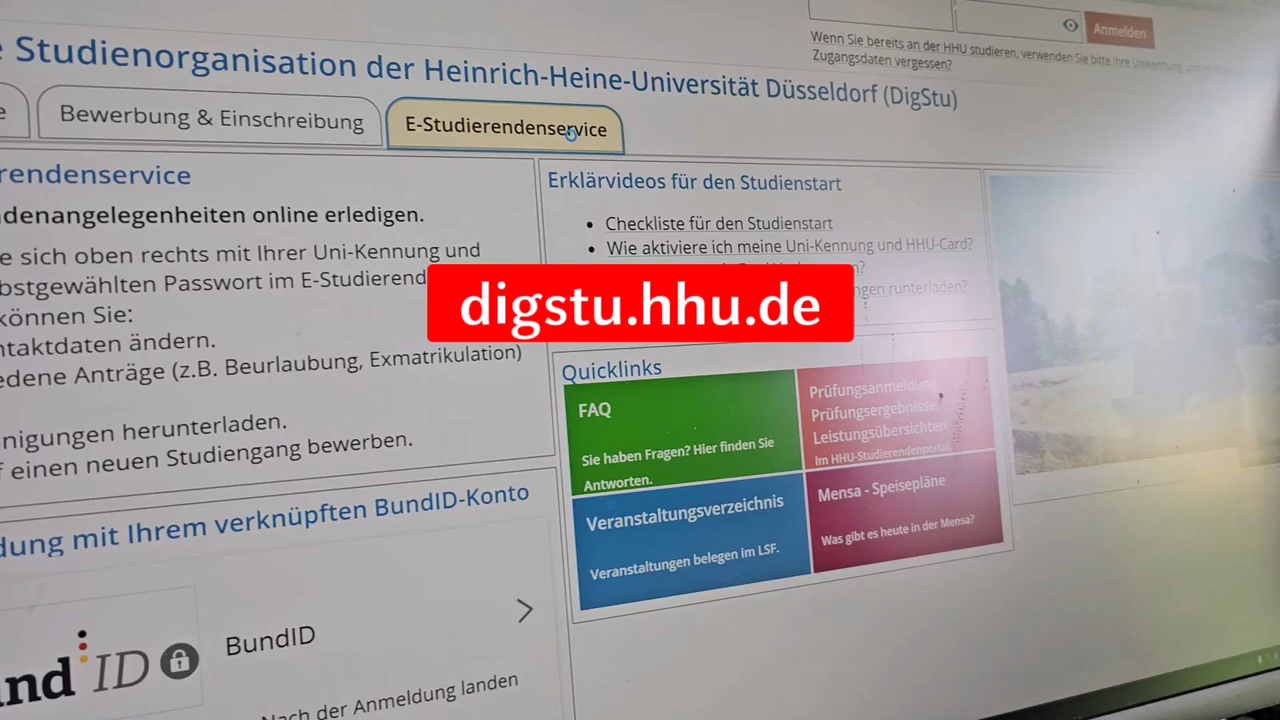 Anmelden
Wenn Sie bereits an der HHU studieren, verwenden Sie bitte Ihre Unikennung und
Zugangsdaten vergessen?
Studienorganisation der Heinrich-Heine-Universität Düsseldorf (DigStu)
Bewerbung & Einschreibung
E-Studierendenservice
rendenservice
denangelegenheiten online erledigen.
e sich oben rechts mit Ihrer Uni-Kennung und
bstgewählten Passwort im E-Studierend
können Sie:
ntaktdaten ändern.
edene Anträge (z.B. Beurlaubung, Exmatrikulation)
nigungen herunterladen.
f einen neuen Studiengang bewerben.
Erklärvideos für den Studienstart
• Checkliste für den Studienstart
• Wie aktiviere ich meine Uni-Kennung und HHU-Card?
ngen runterladen?
digstu.hhu.de
Quicklinks
FAQ
Sie haben Fragen? Hier finden Sie
Antworten.
Prüfungsanmeldung,
Prüfungsergebnisse,
Leistungsübersichten
Im HHU-Studierendenportal.
Veranstaltungsverzeichnis
Veranstaltungen belegen im LSF.
Mensa - Speisepläne
Was gibt es heute in der Mensa?
dung mit Ihrem verknüpften BundID-Konto
und ID
BundID
Nach der Anmeldung landen